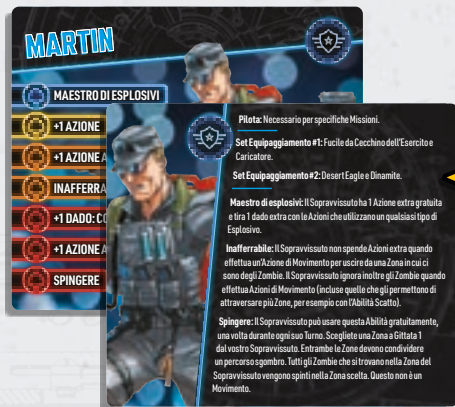 MARTIN
MAESTRO DI ESPLOSIVI
+1 AZIONE
+1 AZIONE A
INAFFERRA
+1 DADO: CO
+1 AZIONE A
SPINGERE
Pilota: Necessario per specifiche Missioni.
Set Equipaggiamento #1: Fucile da Cecchino dell'Esercito e
Caricatore.
Set Equipaggiamento #2: Desert Eagle e Dinamite.
Maestro di esplosivi: Il Sopravvissuto ha 1 Azione extra gratuita
e tira 1 dado extra con le Azioni che utilizzano un qualsiasi tipo di
Esplosivo.
Inafferrabile: Il Sopravvissuto non spende Azioni extra quando
effettua un'Azione di Movimento per uscire da una Zona in cui ci
sono degli Zombie. Il Sopravvissuto ignora inoltre gli Zombie quando
effettua Azioni di Movimento (incluse quelle che gli permettono di
attraversare più Zone, per esempio con l'Abilità Scatto).
Spingere: Il Sopravvissuto può usare questa Abilità gratuitamente,
una volta durante ogni suo Turno. Scegliete una Zona a Gittata 1
dal vostro Sopravvissuto. Entrambe le Zone devono condividere
un percorso sgombro. Tutti gli Zombie che si trovano nella Zona del
Sopravvissuto vengono spinti nella Zona scelta. Questo non è un
Movimento.